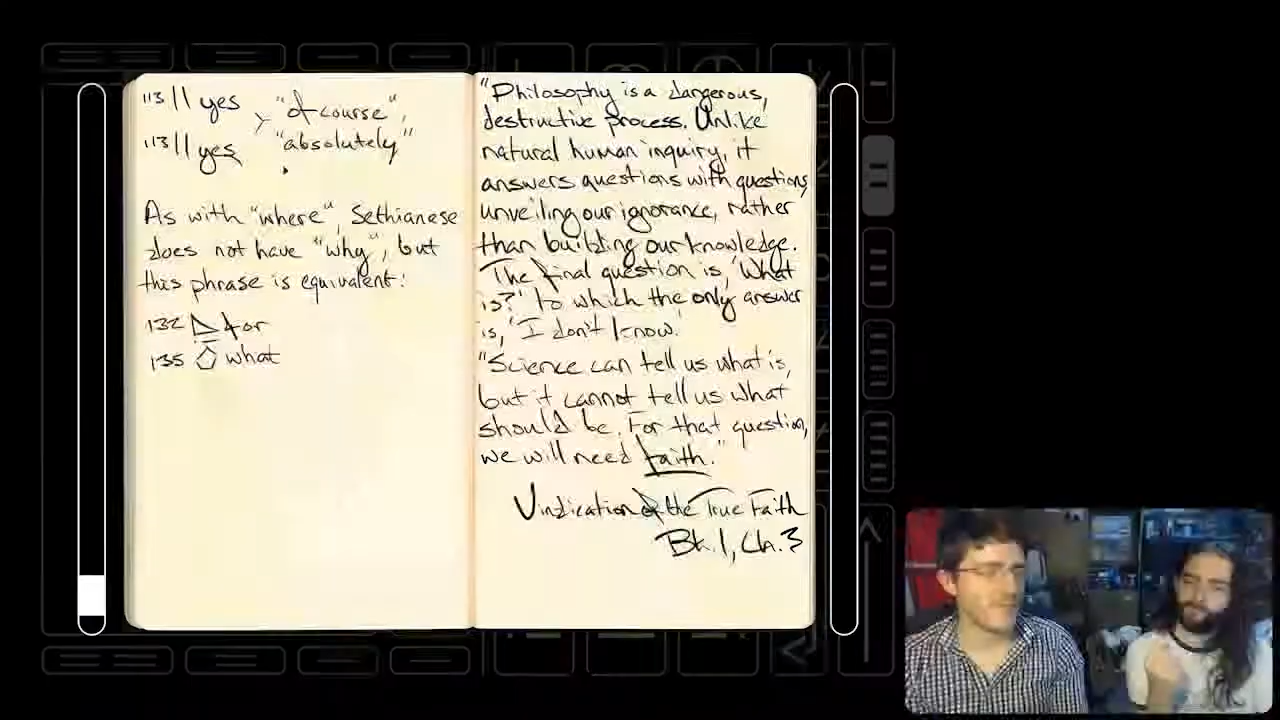 113 || yes
"of course",
113 || yes
"absolutely"
As with "where", Sethianese
does not have "why", but
this phrase is equivalent:
132 for
135 what
"Philosophy is a dangerous,
destructive process. Unlike
natural human inquiry, it
answers questions with questions,
unveiling our ignorance, rather
than building our knowledge.
The final question is, 'What
is?' to which the only answer
is, 'I don't know.'
"Science can tell us what is,
but it cannot tell us what
should be. For that question,
we will need faith."
Vindication of the True Faith
Bk. 1, Ch. 3